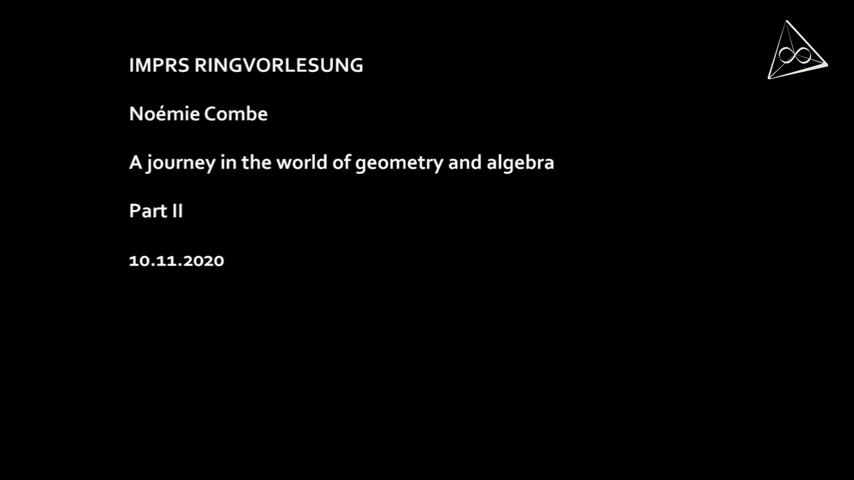 IMPRS RINGVORLESUNG
Noémie Combe
A journey in the world of geometry and algebra
Part II
10.11.2020